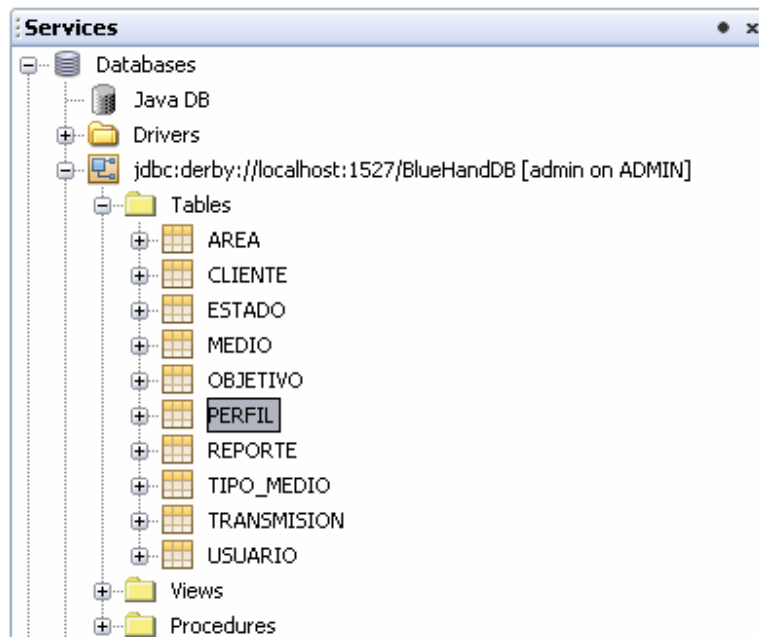 Services
Databases
Java DB
Drivers
jdbc:derby://localhost:1527/BlueHandDB [admin on ADMIN]
Tables
AREA
CLIENTE
ESTADO
MEDIO
OBJETIVO
PERFIL
REPORTE
TIPO_MEDIO
TRANSMISION
USUARIO
Views
Procedures